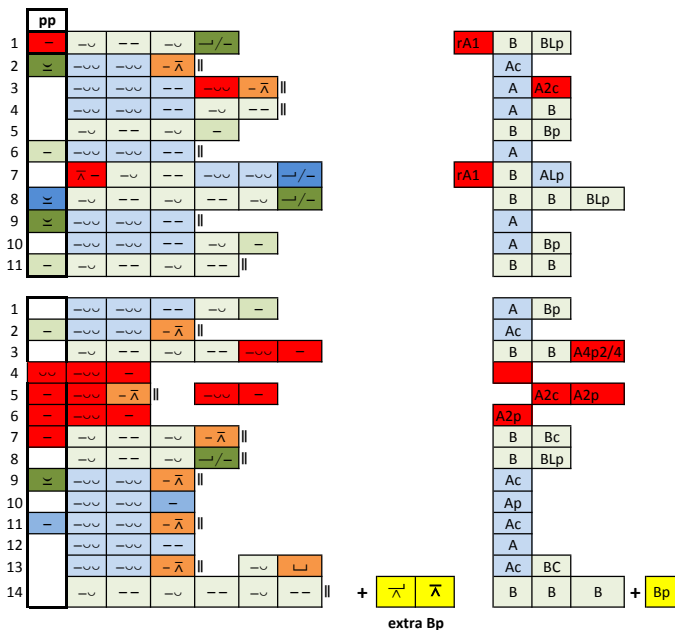 pp
1 – –⏑ –– –⏑ –┘/– rA1 B BLp
2 ⏓ –⏑⏑ –⏑⏑ –⊼ ‖ Ac
3 –⏑⏑ –⏑⏑ –– –⏑⏑ –⊼ ‖ A A2c
4 –⏑⏑ –⏑⏑ –– –⏑ –– ‖ A B
5 –⏑ –– –⏑ – B Bp
6 – –⏑⏑ –⏑⏑ –– ‖ A
7 ⊼– –⏑ –– –⏑⏑ –⏑⏑ –┘/– rA1 B ALp
8 ⏓ –⏑ –– –⏑ –– –⏑ –┘/– B B BLp
9 ⏓ –⏑⏑ –⏑⏑ –– ‖ A
10 –⏑⏑ –⏑⏑ –– –⏑ – A Bp
11 – –⏑ –– –⏑ –– ‖ B B
1 –⏑⏑ –⏑⏑ –– –⏑ – A Bp
2 – –⏑⏑ –⏑⏑ –⊼ ‖ Ac
3 –⏑ –– –⏑ –– –⏑⏑ – B B A4p2/4
4 ⏑⏑ –⏑⏑ –
5 – –⏑⏑ –⊼ ‖ –⏑⏑ – A2c A2p
6 – –⏑⏑ – A2p
7 – –⏑ –– –⏑ –⊼ ‖ B Bc
8 –⏑ –– –⏑ –┘/– ‖ B BLp
9 ⏓ –⏑⏑ –⏑⏑ –⊼ ‖ Ac
10 –⏑⏑ –⏑⏑ – Ap
11 – –⏑⏑ –⏑⏑ –⊼ ‖ Ac
12 –⏑⏑ –⏑⏑ –– A
13 –⏑⏑ –⏑⏑ –⊼ ‖ –⏑ ⌴ Ac BC
14 –⏑ –– –⏑ –– –⏑ –– ‖ + ⊼┘ ⊼ B B B + Bp
extra Bp